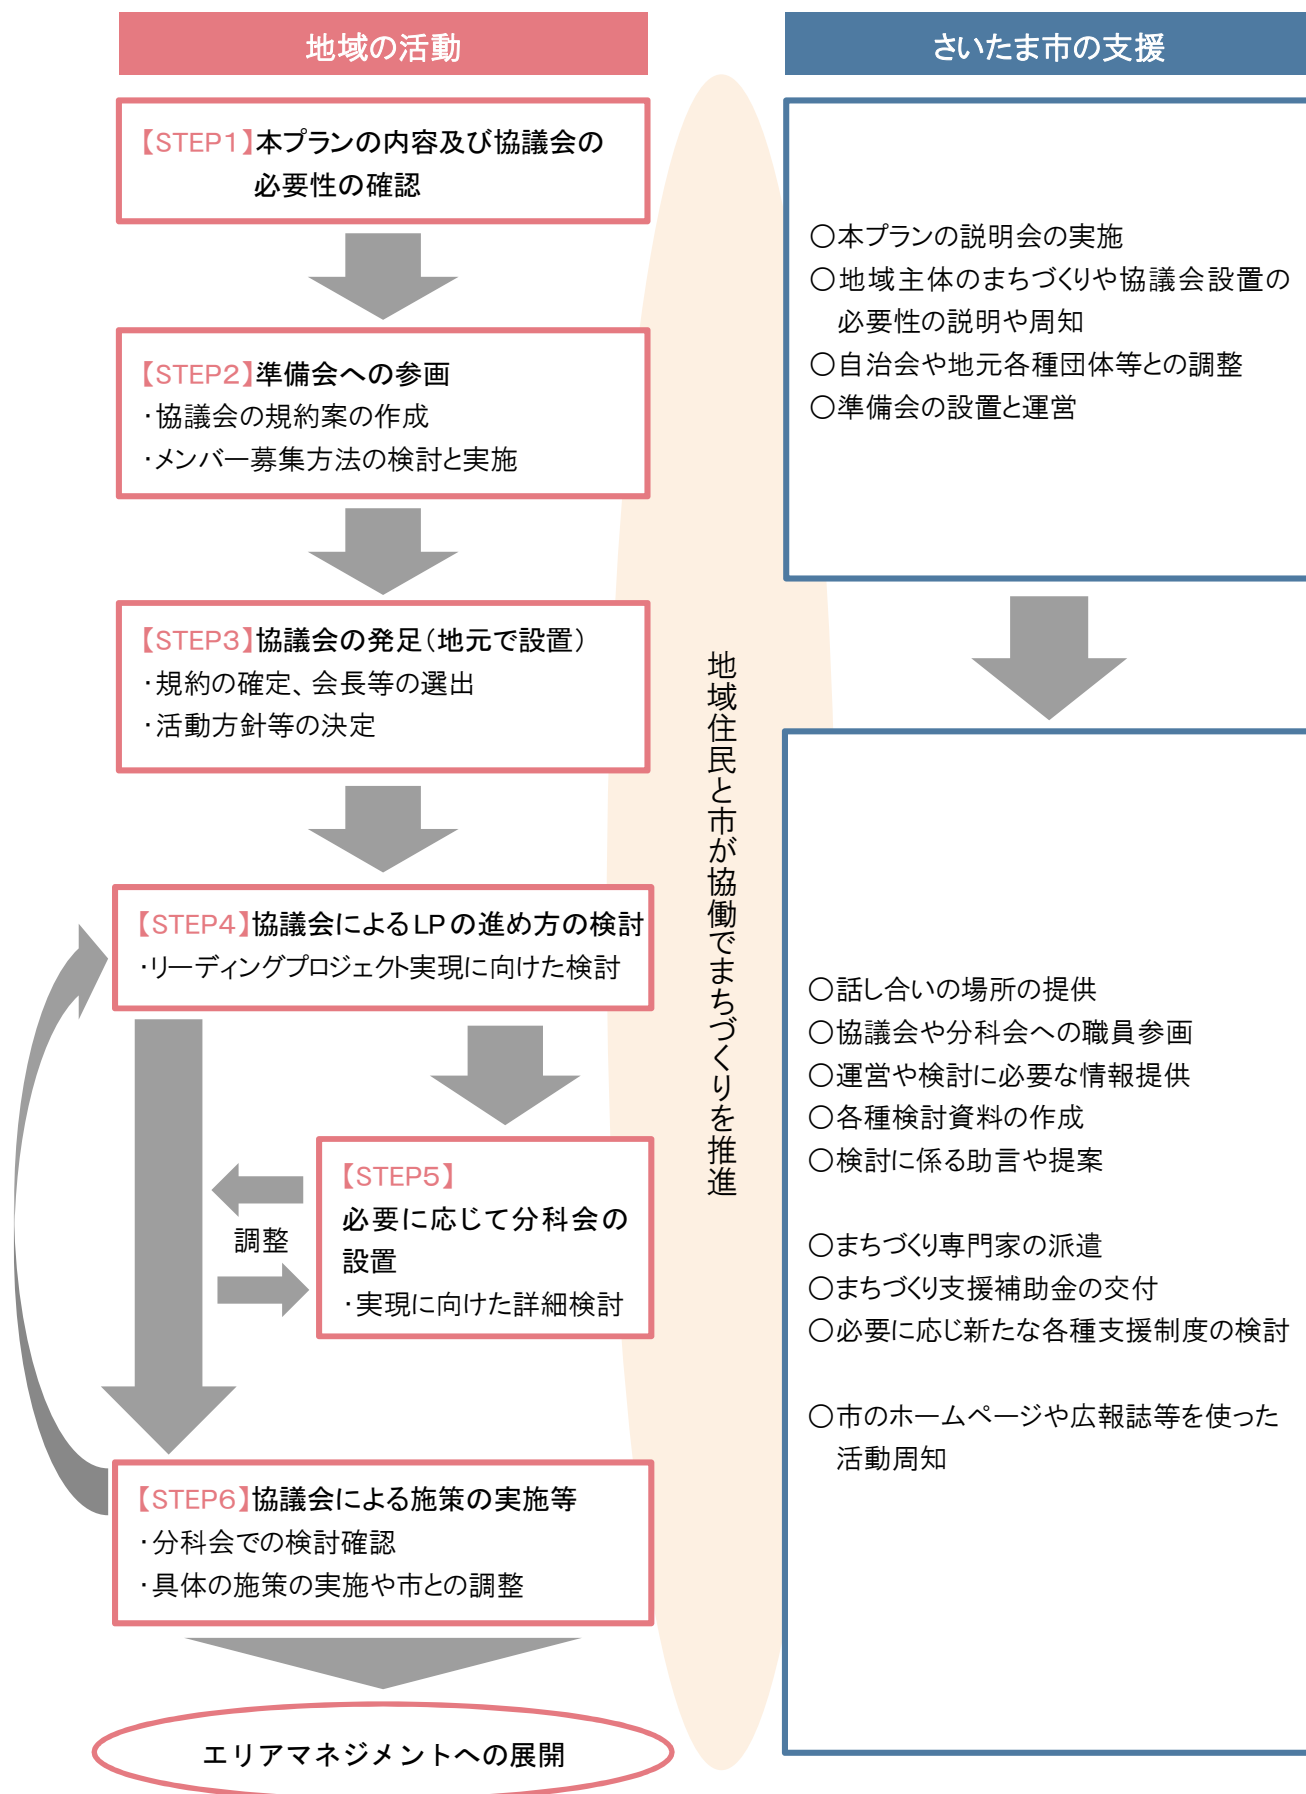 地域の活動
【STEP1】本プランの内容及び協議会の
必要性の確認
【STEP2】準備会への参画
・協議会の規約案の作成
・メンバー募集方法の検討と実施
【STEP3】協議会の発足(地元で設置)
・規約の確定、会長等の選出
・活動方針等の決定
【STEP4】協議会によるLPの進め方の検討
・リーディングプロジェクト実現に向けた検討
【STEP5】
必要に応じて分科会の
設置
・実現に向けた詳細検討
調整
【STEP6】協議会による施策の実施等
・分科会での検討確認
・具体の施策の実施や市との調整
エリアマネジメントへの展開
地域住民と市が協働でまちづくりを推進
さいたま市の支援
○本プランの説明会の実施
○地域主体のまちづくりや協議会設置の
必要性の説明や周知
○自治会や地元各種団体等との調整
○準備会の設置と運営
○話し合いの場所の提供
○協議会や分科会への職員参画
○運営や検討に必要な情報提供
○各種検討資料の作成
○検討に係る助言や提案
○まちづくり専門家の派遣
○まちづくり支援補助金の交付
○必要に応じ新たな各種支援制度の検討
○市のホームページや広報誌等を使った
活動周知